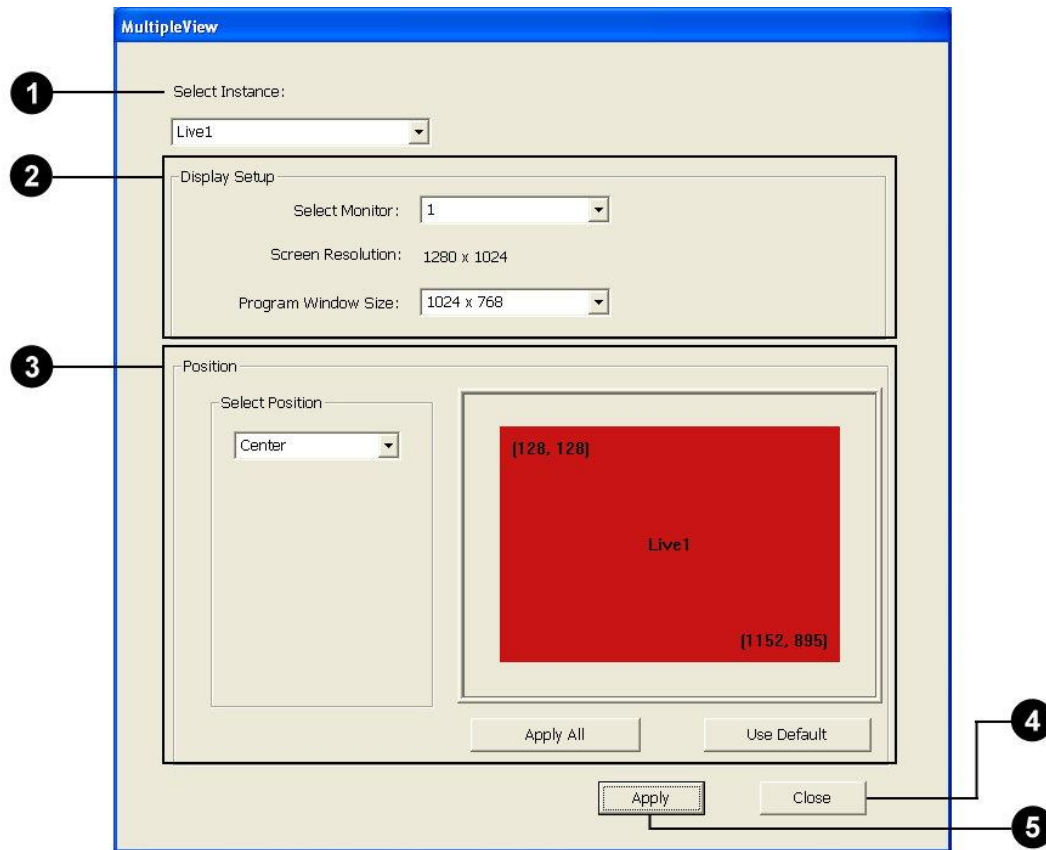 MultipleView
1
Select Instance:
Live1
2
Display Setup
Select Monitor: 1
Screen Resolution: 1280 x 1024
Program Window Size: 1024 x 768
3
Position
Select Position
Center
(128, 128)
Live1
(1152, 895)
Apply All Use Default
4
Apply Close
5